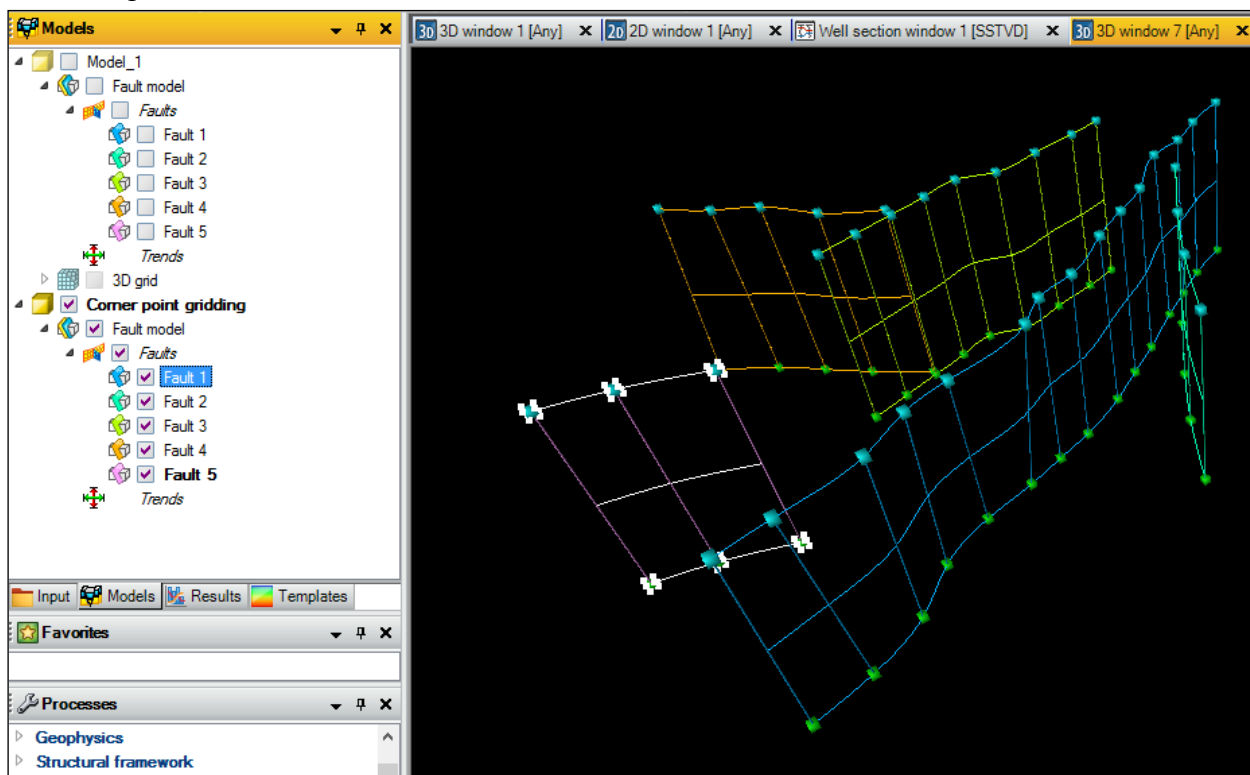 Models
3D 3D window 1 [Any] 2D 2D window 1 [Any] Well section window 1 [SSTVD] 3D 3D window 7 [Any]
Model_1
Fault model
Faults
Fault 1
Fault 2
Fault 3
Fault 4
Fault 5
Trends
3D grid
Corner point gridding
Fault model
Faults
Fault 1
Fault 2
Fault 3
Fault 4
Fault 5
Trends
Input Models Results Templates
Favorites
Processes
Geophysics
Structural framework